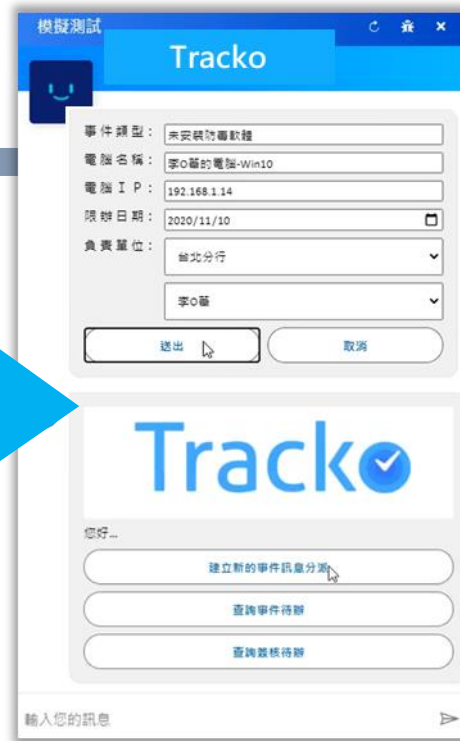 模擬測試
Tracko
事件類型: 未安裝防毒軟體
電腦名稱: 李O華的電腦-Win10
電腦 I P: 192.168.1.14
限辦日期: 2020/11/10
負責單位: 台北分行
李O華
送出 取消
Tracko
您好...
建立新的事件訊息分派
查詢事件待辦
查詢簽核待辦
輸入您的訊息